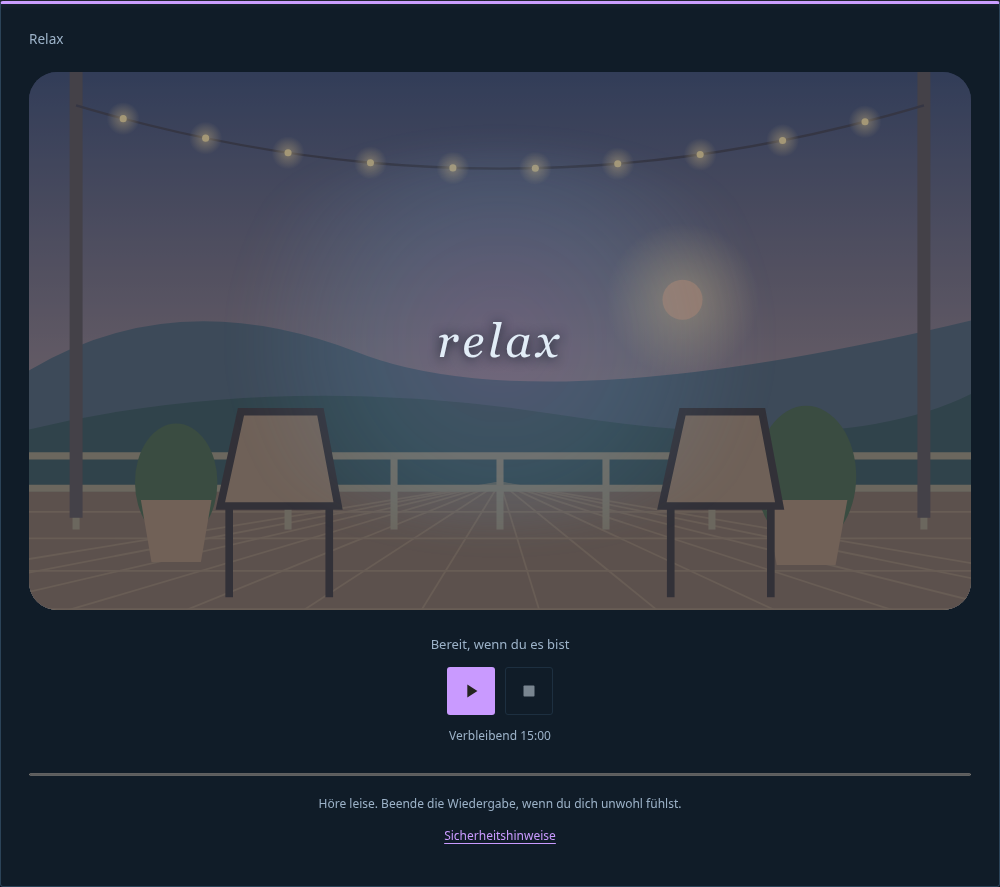 Relax
relax
Bereit, wenn du es bist
Verbleibend 15:00
Höre leise. Beende die Wiedergabe, wenn du dich unwohl fühlst.
Sicherheitshinweise